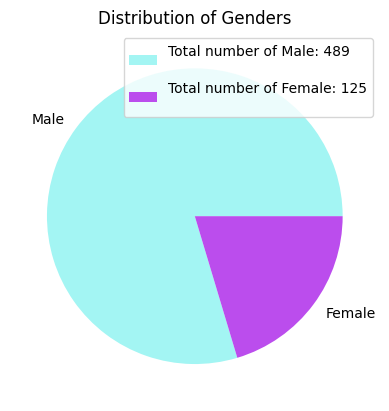 Distribution of Genders
Total number of Male: 489
Total number of Female: 125
Male
Female